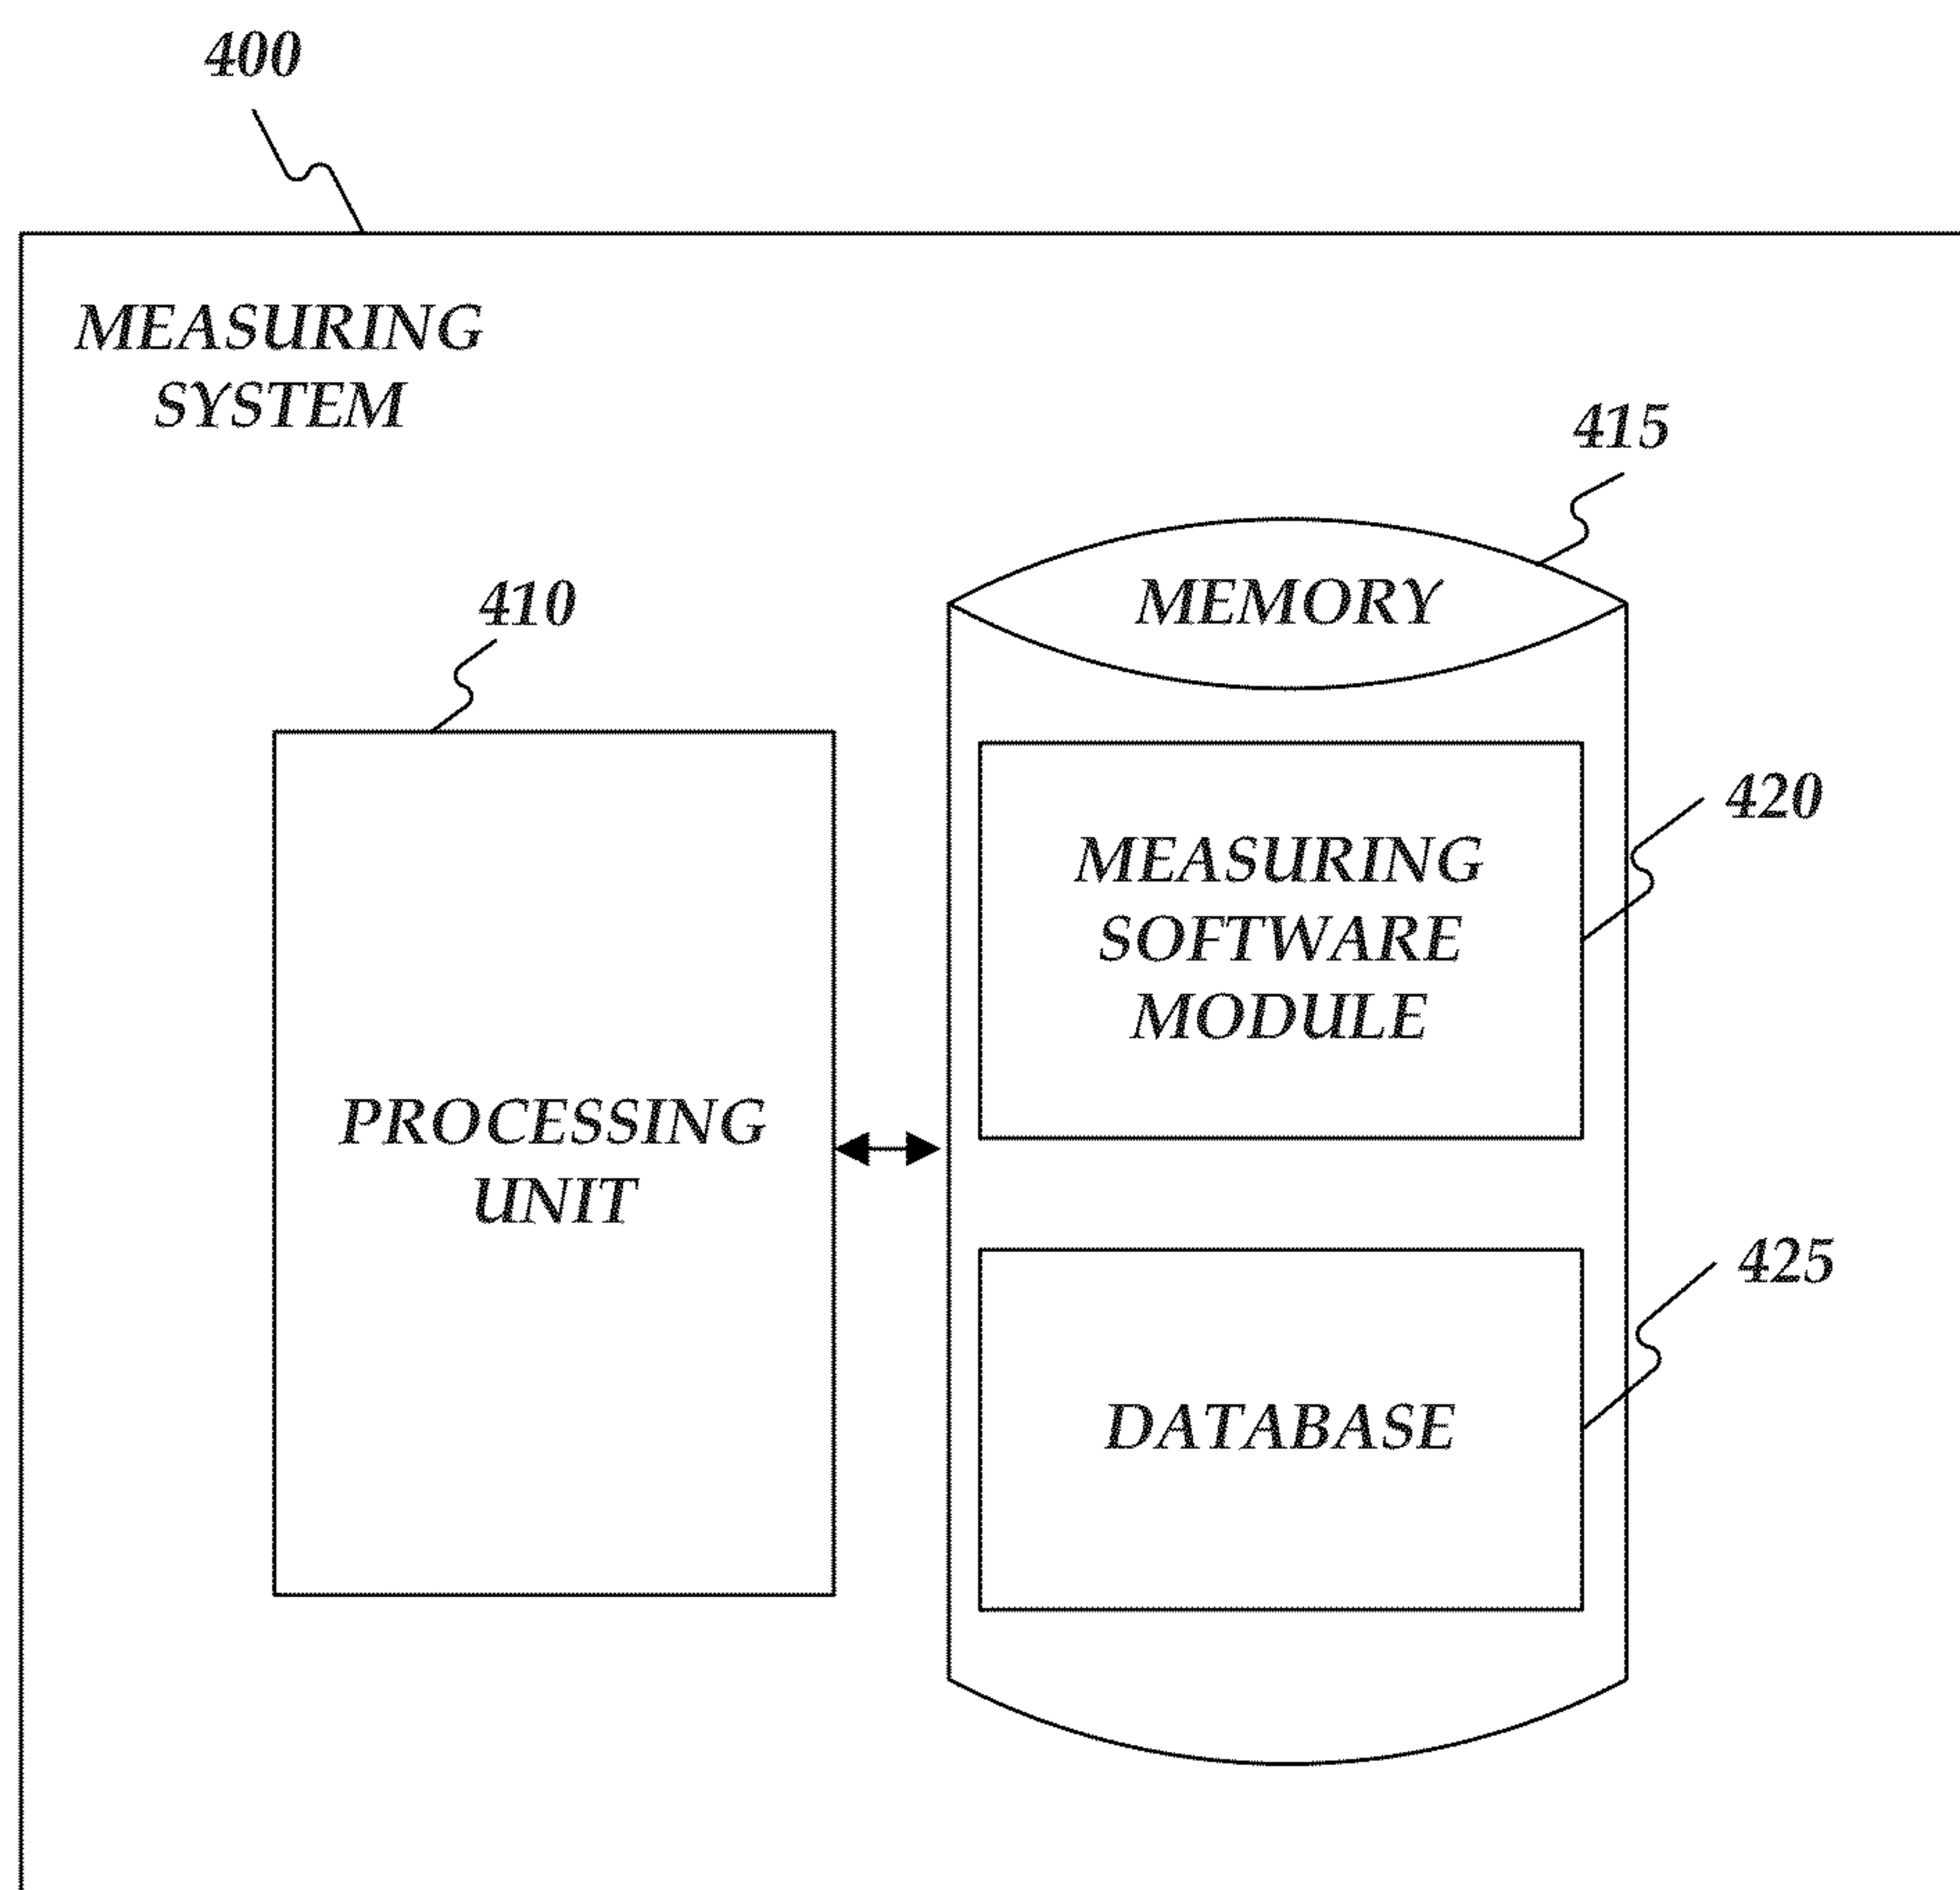 400
MEASURING
SYSTEM
415
MEMORY
410
420
MEASURING
SOFTWARE
MODULE
PROCESSING
UNIT
425
DATABASE